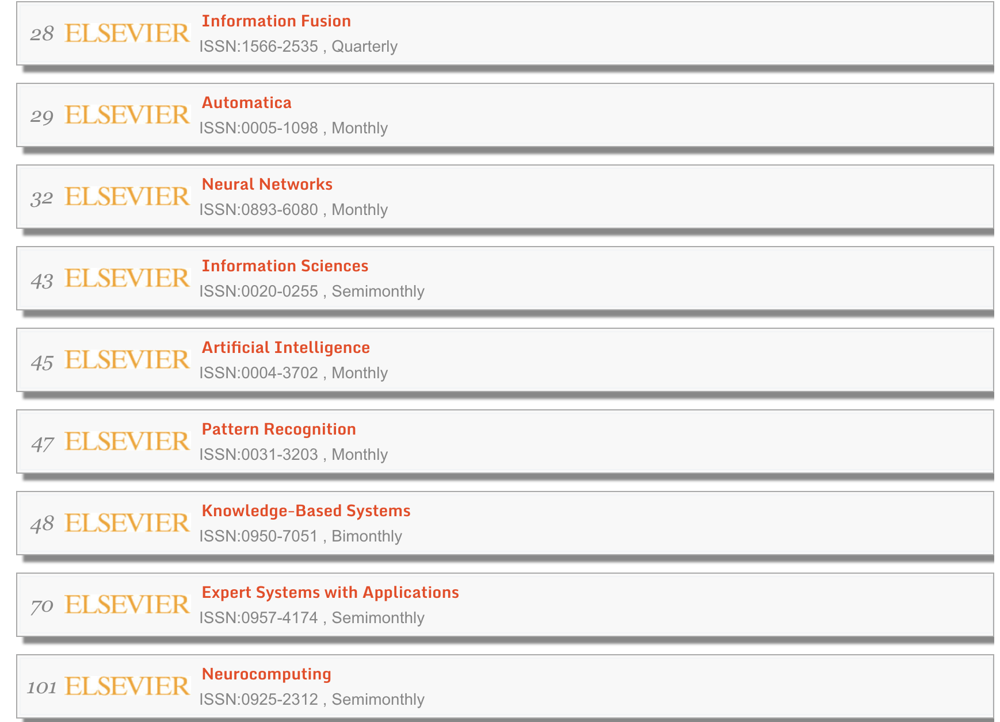 28 ELSEVIER Information Fusion
ISSN:1566-2535 , Quarterly
29 ELSEVIER Automatica
ISSN:0005-1098 , Monthly
32 ELSEVIER Neural Networks
ISSN:0893-6080 , Monthly
43 ELSEVIER Information Sciences
ISSN:0020-0255 , Semimonthly
45 ELSEVIER Artificial Intelligence
ISSN:0004-3702 , Monthly
47 ELSEVIER Pattern Recognition
ISSN:0031-3203 , Monthly
48 ELSEVIER Knowledge-Based Systems
ISSN:0950-7051 , Bimonthly
70 ELSEVIER Expert Systems with Applications
ISSN:0957-4174 , Semimonthly
101 ELSEVIER Neurocomputing
ISSN:0925-2312 , Semimonthly